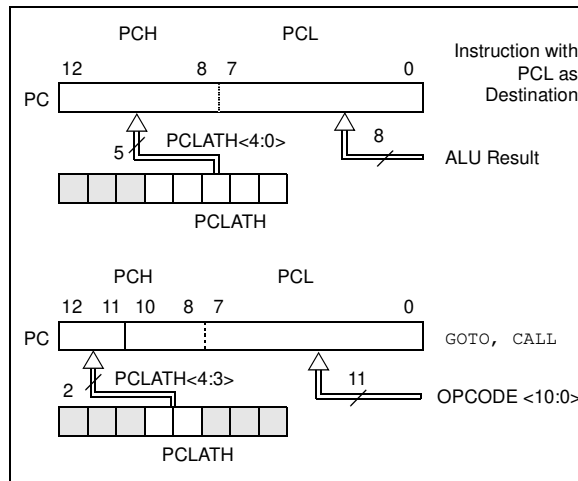 PCH PCL
12 8 7 0
Instruction with
PCL as
Destination
PC
5 PCLATH<4:0> 8
ALU Result
PCLATH
PCH PCL
12 11 10 8 7 0
PC GOTO, CALL
2 PCLATH<4:3> 11
OPCODE <10:0>
PCLATH